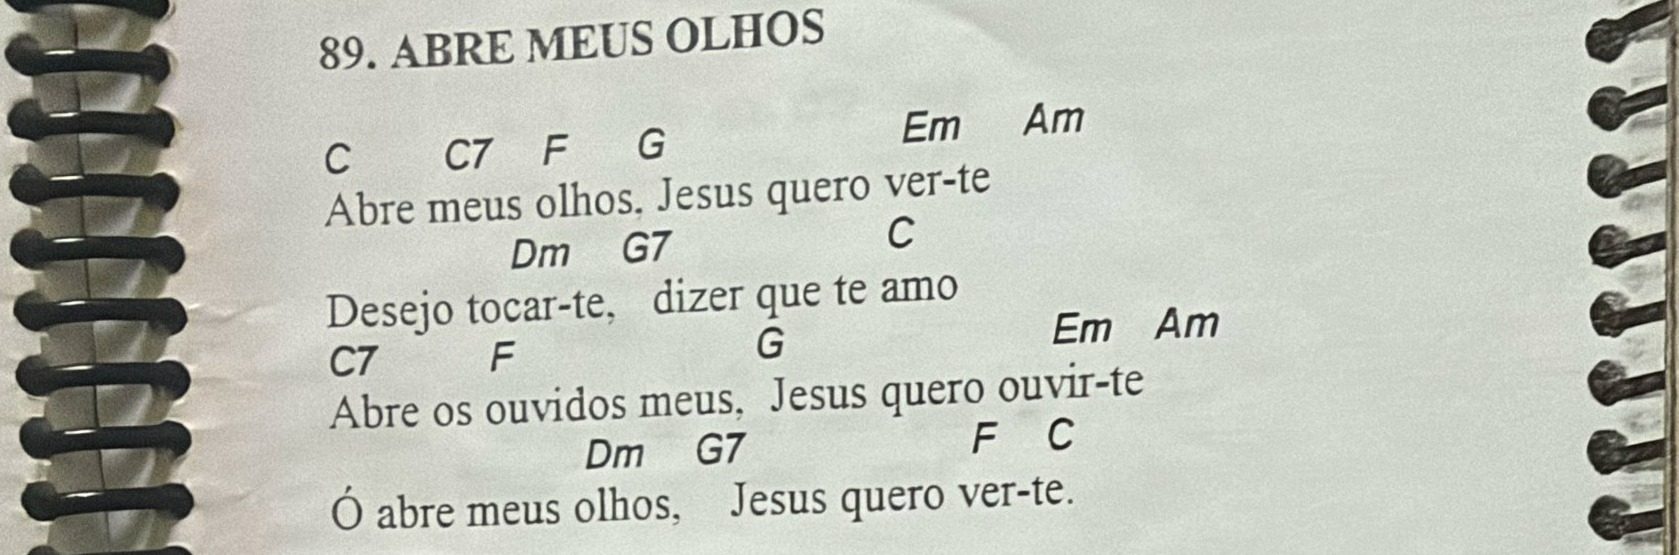 89. ABRE MEUS OLHOS
C C7 F G Em Am
Abre meus olhos, Jesus quero ver-te
Dm G7 C
Desejo tocar-te, dizer que te amo
C7 F G Em Am
Abre os ouvidos meus, Jesus quero ouvir-te
Dm G7 F C
Ó abre meus olhos, Jesus quero ver-te.